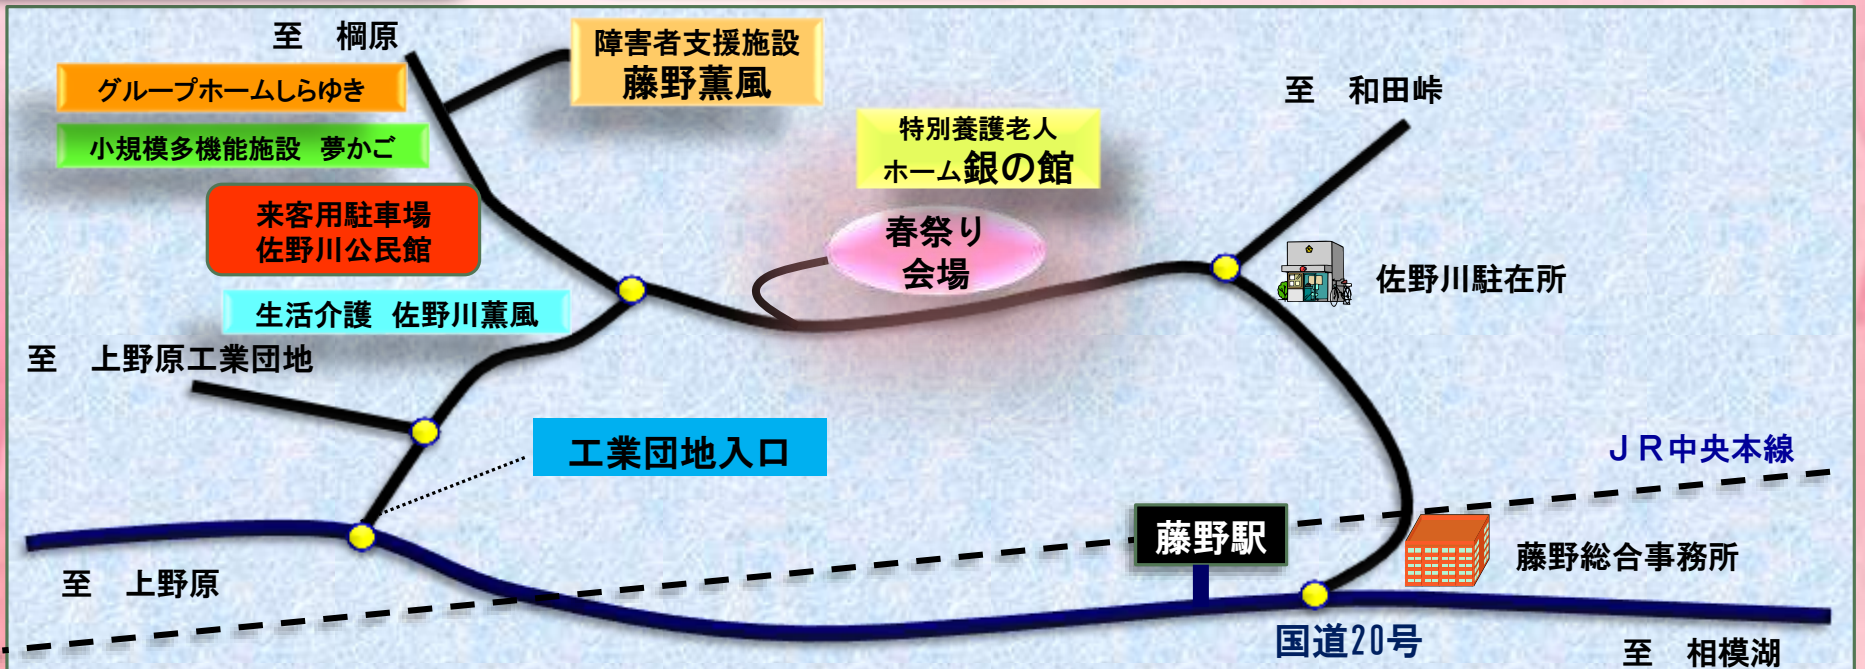 至 棡原
グループホームしらゆき
小規模多機能施設 夢かご
障害者支援施設
藤野薫風
来客用駐車場
佐野川公民館
生活介護 佐野川薫風
特別養護老人
ホーム銀の館
春祭り
会場
至 和田峠
佐野川駐在所
至 上野原工業団地
工業団地入口
JR中央本線
藤野駅
藤野総合事務所
至 上野原
国道20号
至 相模湖